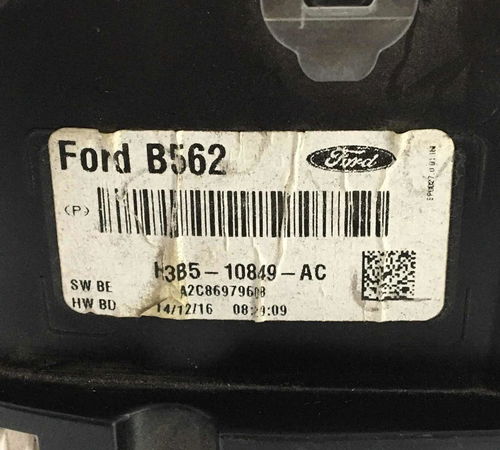 Ford B562
Ford
(P)
H3B5-10849-AC
SW BE
HW BD
A2C86979608
14/12/16